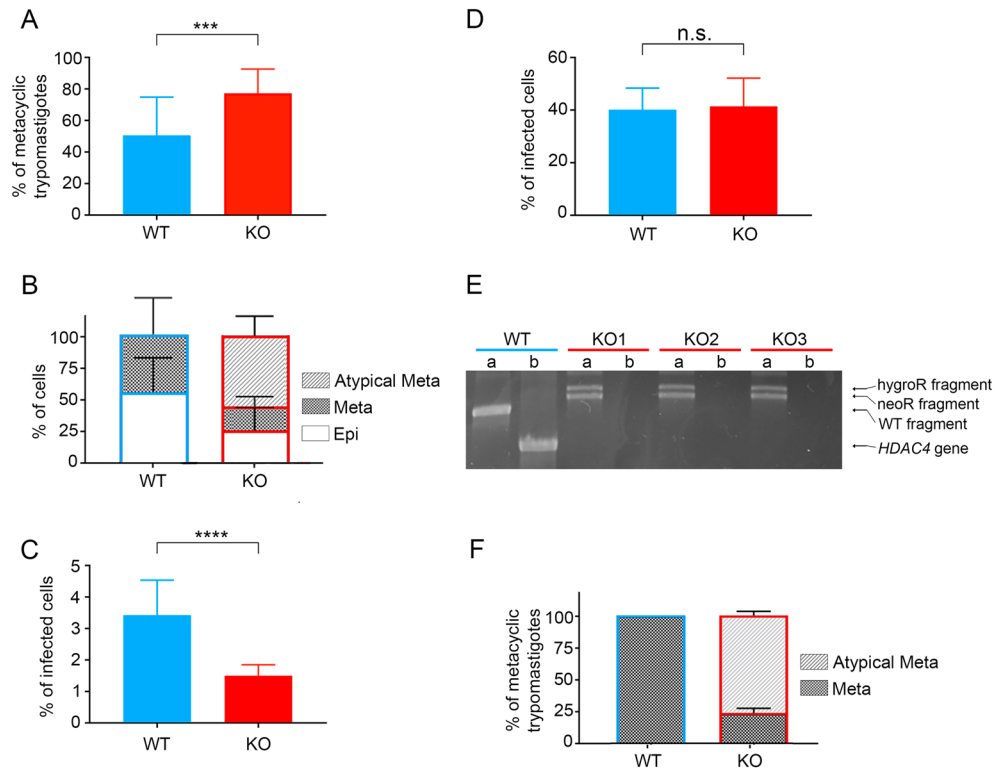 A
***
% of metacyclic
trypomastigotes
100
80
60
40
20
0
WT
KO
D
n.s.
% of infected cells
60
40
20
0
WT
KO
B
% of cells
100
75
50
25
0
WT
KO
Atypical Meta
Meta
Epi
E
WT
KO1
KO2
KO3
a
b
a
b
a
b
a
b
hygroR fragment
neoR fragment
WT fragment
HDAC4 gene
C
****
% of infected cells
5
4
3
2
1
0
WT
KO
F
% of metacyclic
trypomastigotes
100
75
50
25
0
WT
KO
Atypical Meta
Meta